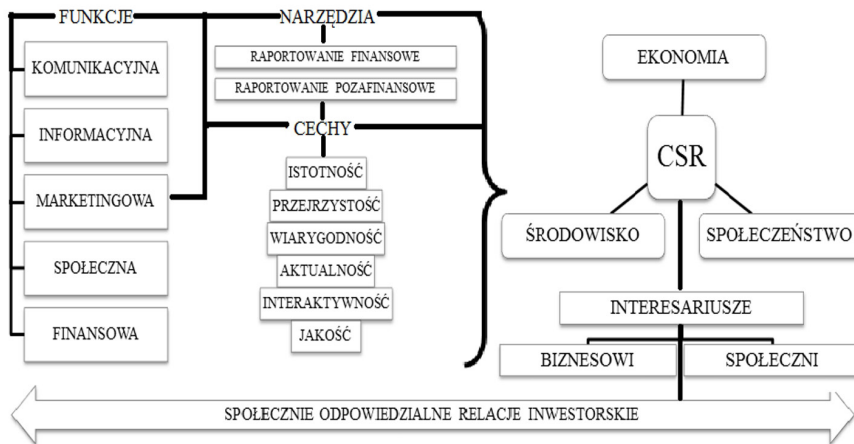 FUNKCJE
KOMUNIKACYJNA
INFORMACYJNA
MARKETINGOWA
SPOŁECZNA
FINANSOWA
NARZĘDZIA
RAPORTOWANIE FINANSOWE
RAPORTOWANIE POZAFINANSOWE
CECHY
ISTOTNOŚĆ
PRZEJRZYSTOŚĆ
WIARYGODNOŚĆ
AKTUALNOŚĆ
INTERAKTYWNOŚĆ
JAKOŚĆ
EKONOMIA
CSR
ŚRODOWISKO
SPOŁECZEŃSTWO
INTERESARIUSZE
BIZNESOWI
SPOŁECZNI
SPOŁECZNIE ODPOWIEDZIALNE RELACJE INWESTORSKIE